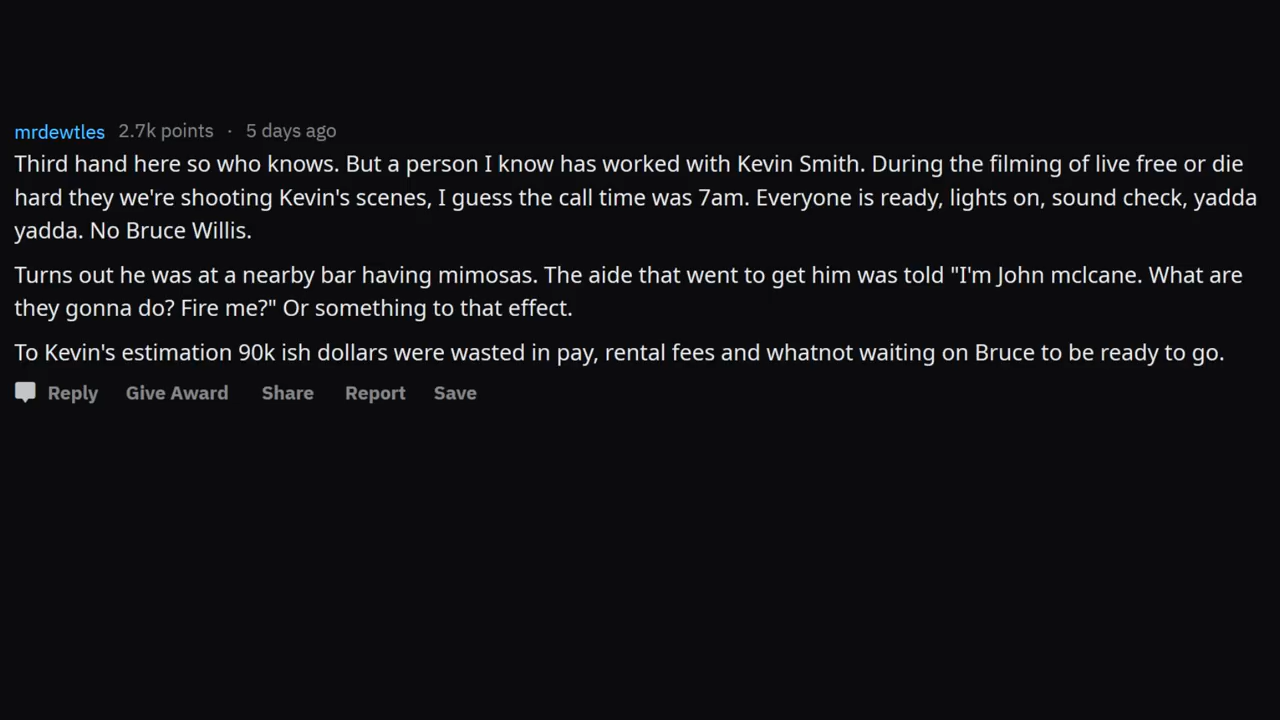 mrdewtles 2.7k points · 5 days ago
Third hand here so who knows. But a person I know has worked with Kevin Smith. During the filming of live free or die
hard they we're shooting Kevin's scenes, I guess the call time was 7am. Everyone is ready, lights on, sound check, yadda
yadda. No Bruce Willis.
Turns out he was at a nearby bar having mimosas. The aide that went to get him was told "I'm John mclcane. What are
they gonna do? Fire me?" Or something to that effect.
To Kevin's estimation 90k ish dollars were wasted in pay, rental fees and whatnot waiting on Bruce to be ready to go.
Reply Give Award Share Report Save